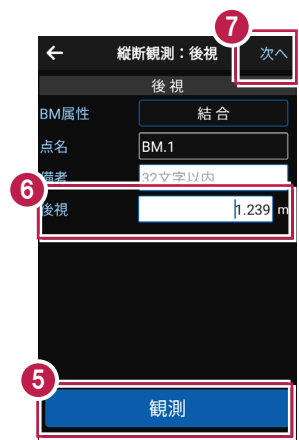 7
← 縦断観測：後視 次へ
後 視
BM属性 結 合
点名 BM.1
備考 32文字以内
6
後視 1.239 m
5
観測